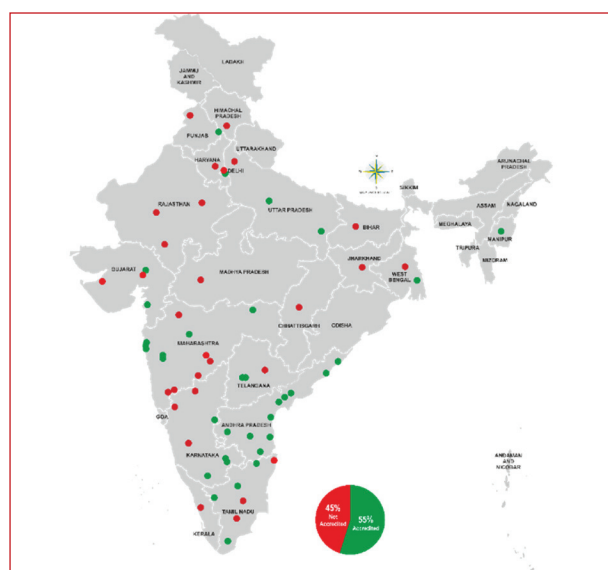 LADAKH
JAMMU
AND
KASHMIR
HIMACHAL
PRADESH
PUNJAB
UTTARAKHAND
HARYANA
DELHI
ARUNACHAL
PRADESH
SIKKIM
RAJASTHAN
UTTAR PRADESH
ASSAM
NAGALAND
BIHAR
MEGHALAYA
MANIPUR
TRIPURA
MIZORAM
GUJARAT
MADHYA PRADESH
JHARKHAND
WEST
BENGAL
CHHATTISGARH
ODISHA
MAHARASHTRA
TELANGANA
GOA
ANDHRA PRADESH
KARNATAKA
ANDAMAN
AND
NICOBAR
TAMIL NADU
KERALA
45%
Not
Accredited
55%
Accredited